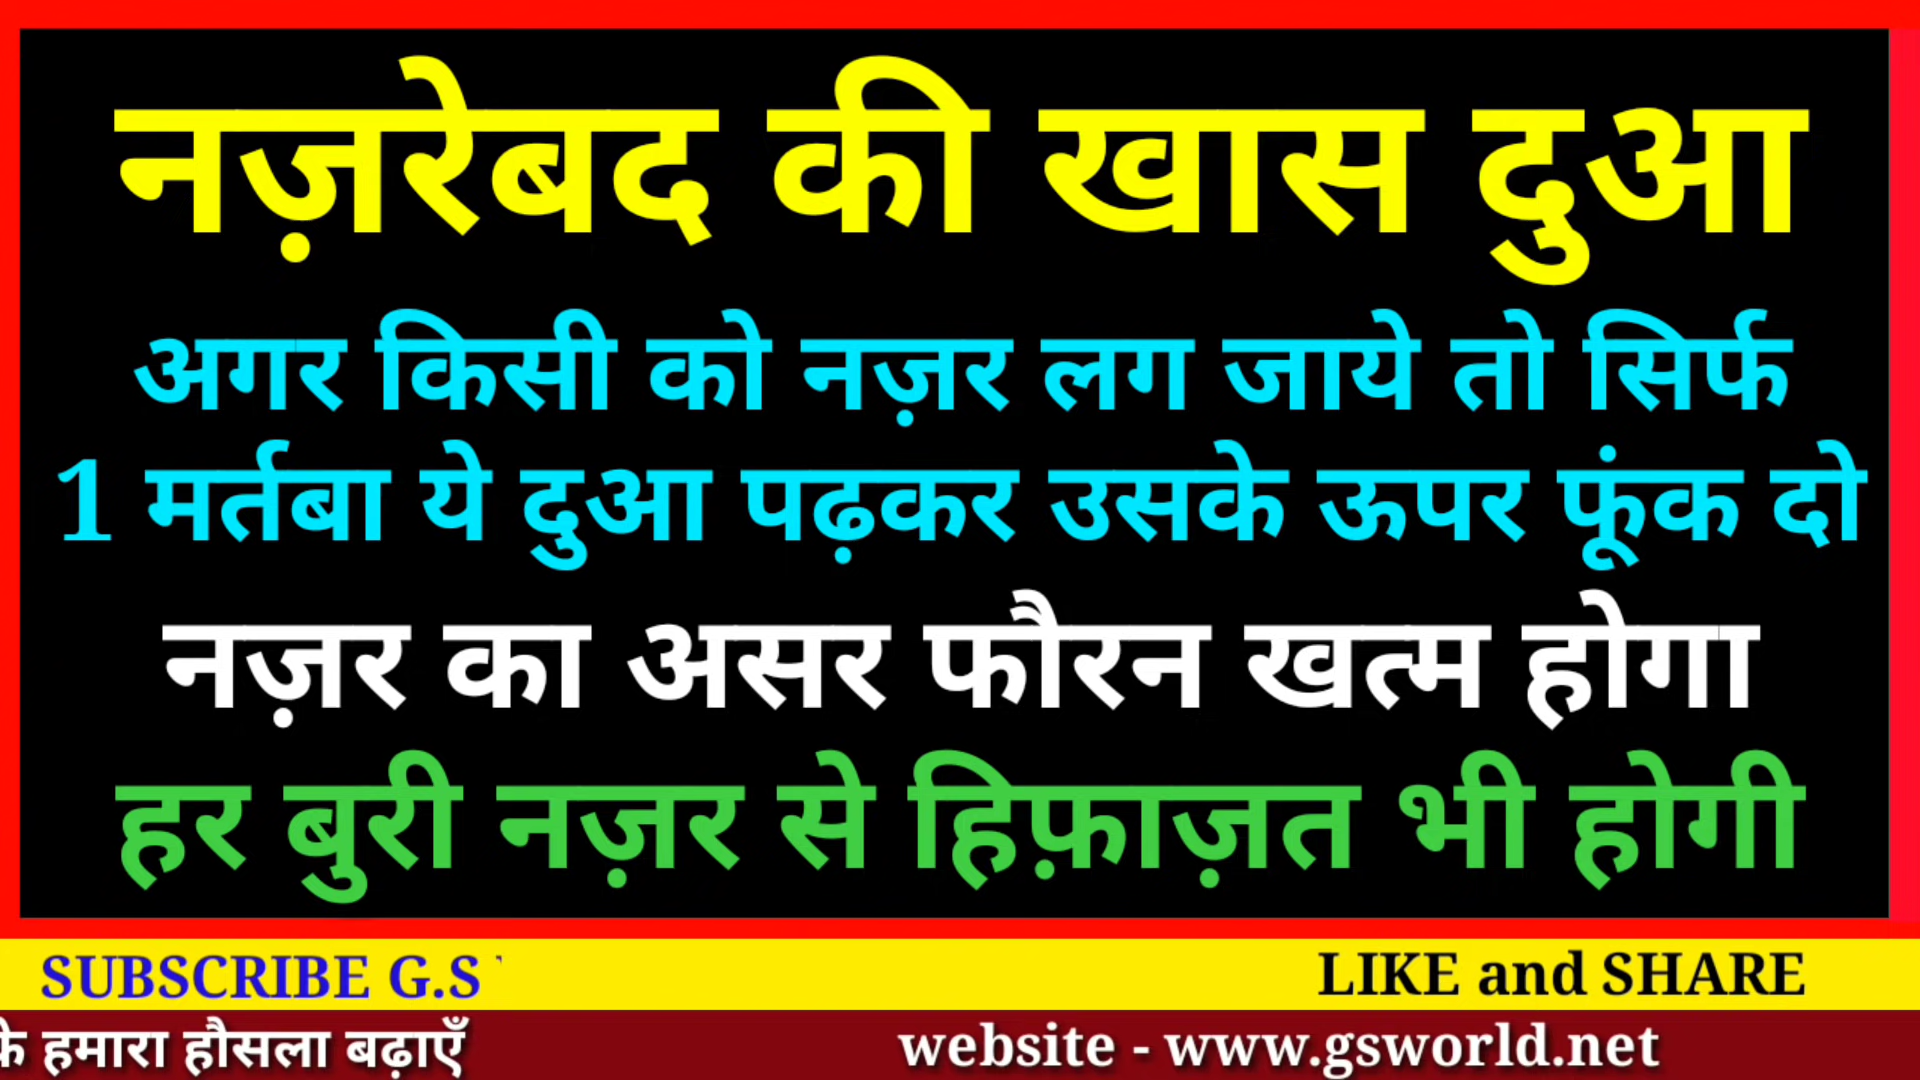 नज़रेबद की खास दुआ
अगर किसी को नज़र लग जाये तो सिर्फ
1 मर्तबा ये दुआ पढ़कर उसके ऊपर फूंक दो
नज़र का असर फौरन खत्म होगा
हर बुरी नज़र से हिफ़ाज़त भी होगी
SUBSCRIBE G.S
LIKE and SHARE
हमारा हौसला बढ़ाएँ
website - www.gsworld.net